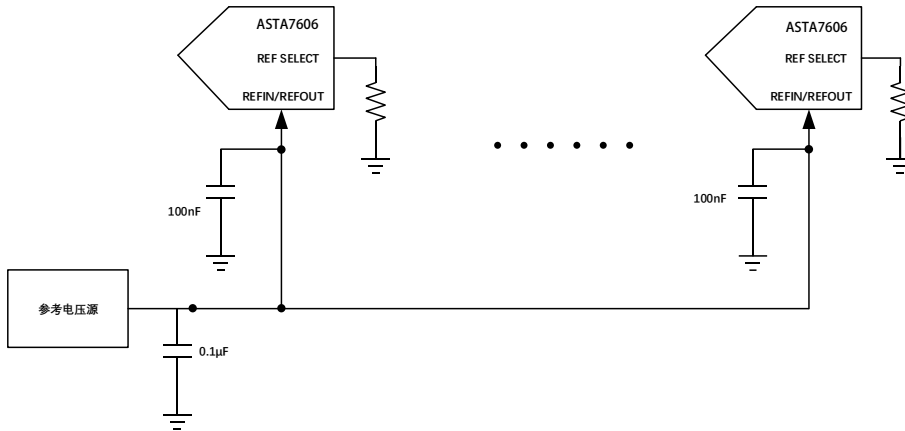 ASTA7606
REF SELECT
REFIN/REFOUT
100nF
ASTA7606
REF SELECT
REFIN/REFOUT
100nF
参考电压源
0.1μF